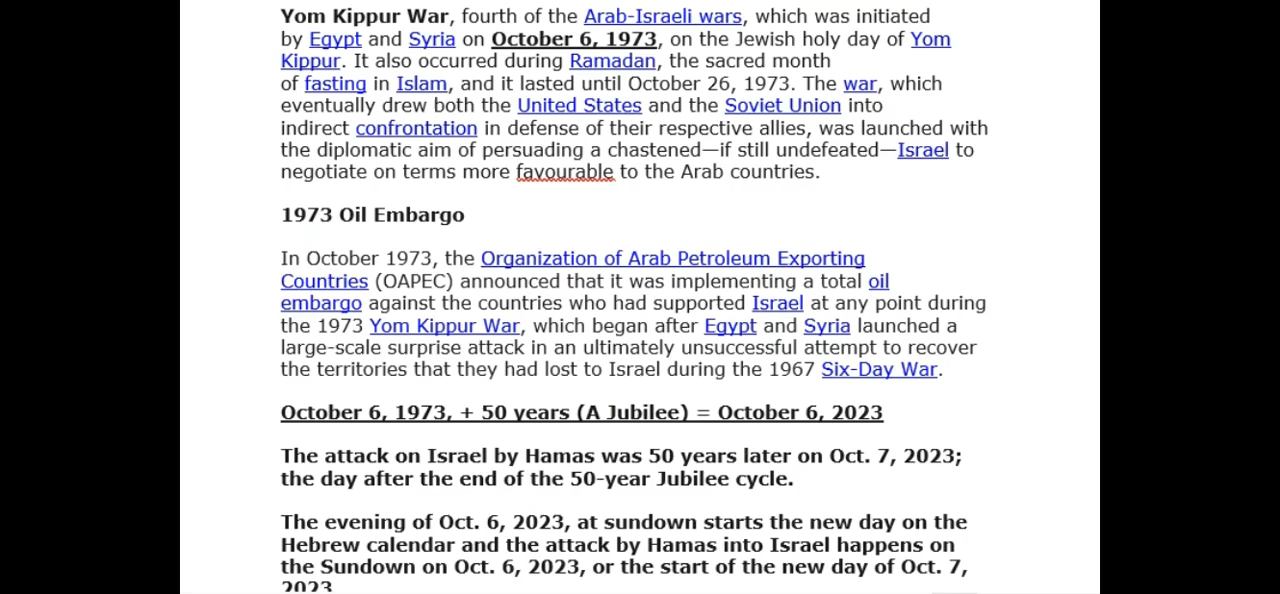 Yom Kippur War, fourth of the Arab-Israeli wars, which was initiated
by Egypt and Syria on October 6, 1973, on the Jewish holy day of Yom
Kippur. It also occurred during Ramadan, the sacred month
of fasting in Islam, and it lasted until October 26, 1973. The war, which
eventually drew both the United States and the Soviet Union into
indirect confrontation in defense of their respective allies, was launched with
the diplomatic aim of persuading a chastened—if still undefeated—Israel to
negotiate on terms more favourable to the Arab countries.
1973 Oil Embargo
In October 1973, the Organization of Arab Petroleum Exporting
Countries (OAPEC) announced that it was implementing a total oil
embargo against the countries who had supported Israel at any point during
the 1973 Yom Kippur War, which began after Egypt and Syria launched a
large-scale surprise attack in an ultimately unsuccessful attempt to recover
the territories that they had lost to Israel during the 1967 Six-Day War.
October 6, 1973, + 50 years (A Jubilee) = October 6, 2023
The attack on Israel by Hamas was 50 years later on Oct. 7, 2023;
the day after the end of the 50-year Jubilee cycle.
The evening of Oct. 6, 2023, at sundown starts the new day on the
Hebrew calendar and the attack by Hamas into Israel happens on
the Sundown on Oct. 6, 2023, or the start of the new day of Oct. 7,
2023